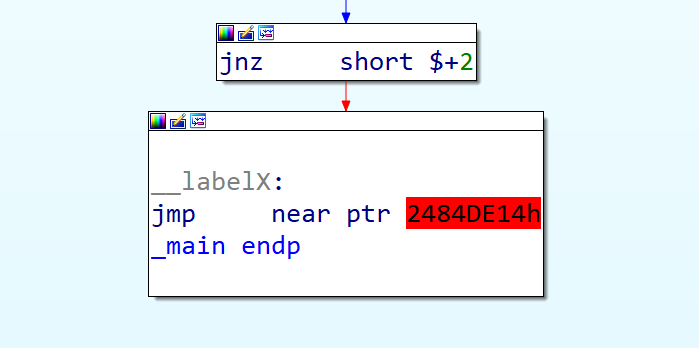 jnz short $+2
__labelX:
jmp near ptr 2484DE14h
_main endp